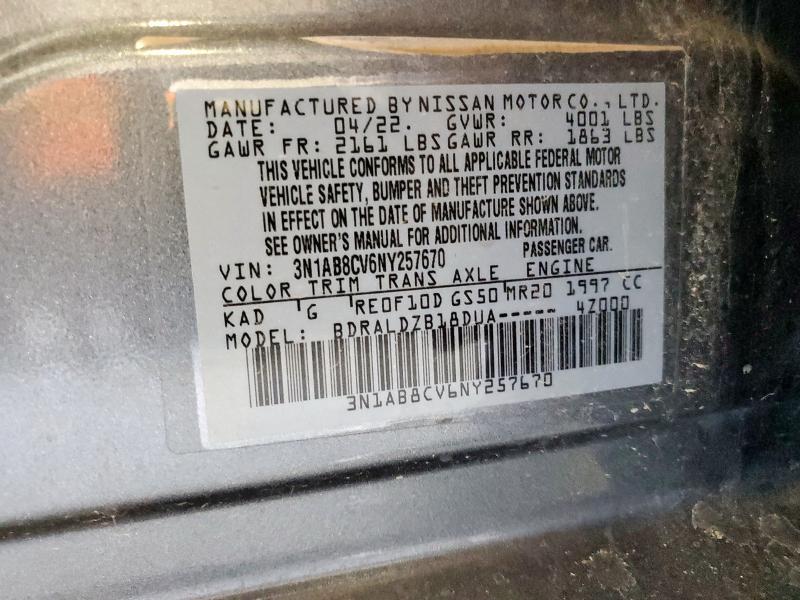 MANUFACTURED BY NISSAN MOTOR CO., LTD.
DATE: 04/22. GVWR: 4001 LBS
GAWR FR: 2161 LBS GAWR RR: 1863 LBS
THIS VEHICLE CONFORMS TO ALL APPLICABLE FEDERAL MOTOR
VEHICLE SAFETY, BUMPER AND THEFT PREVENTION STANDARDS
IN EFFECT ON THE DATE OF MANUFACTURE SHOWN ABOVE.
SEE OWNER'S MANUAL FOR ADDITIONAL INFORMATION.
VIN: 3N1AB8CV6NY257670 PASSENGER CAR.
COLOR TRIM TRANS AXLE ENGINE
KAD G RE0F10D GS50 MR20 1997 CC
MODEL: BDRALDZB18DUA----- 4Z000
3N1AB8CV6NY257670